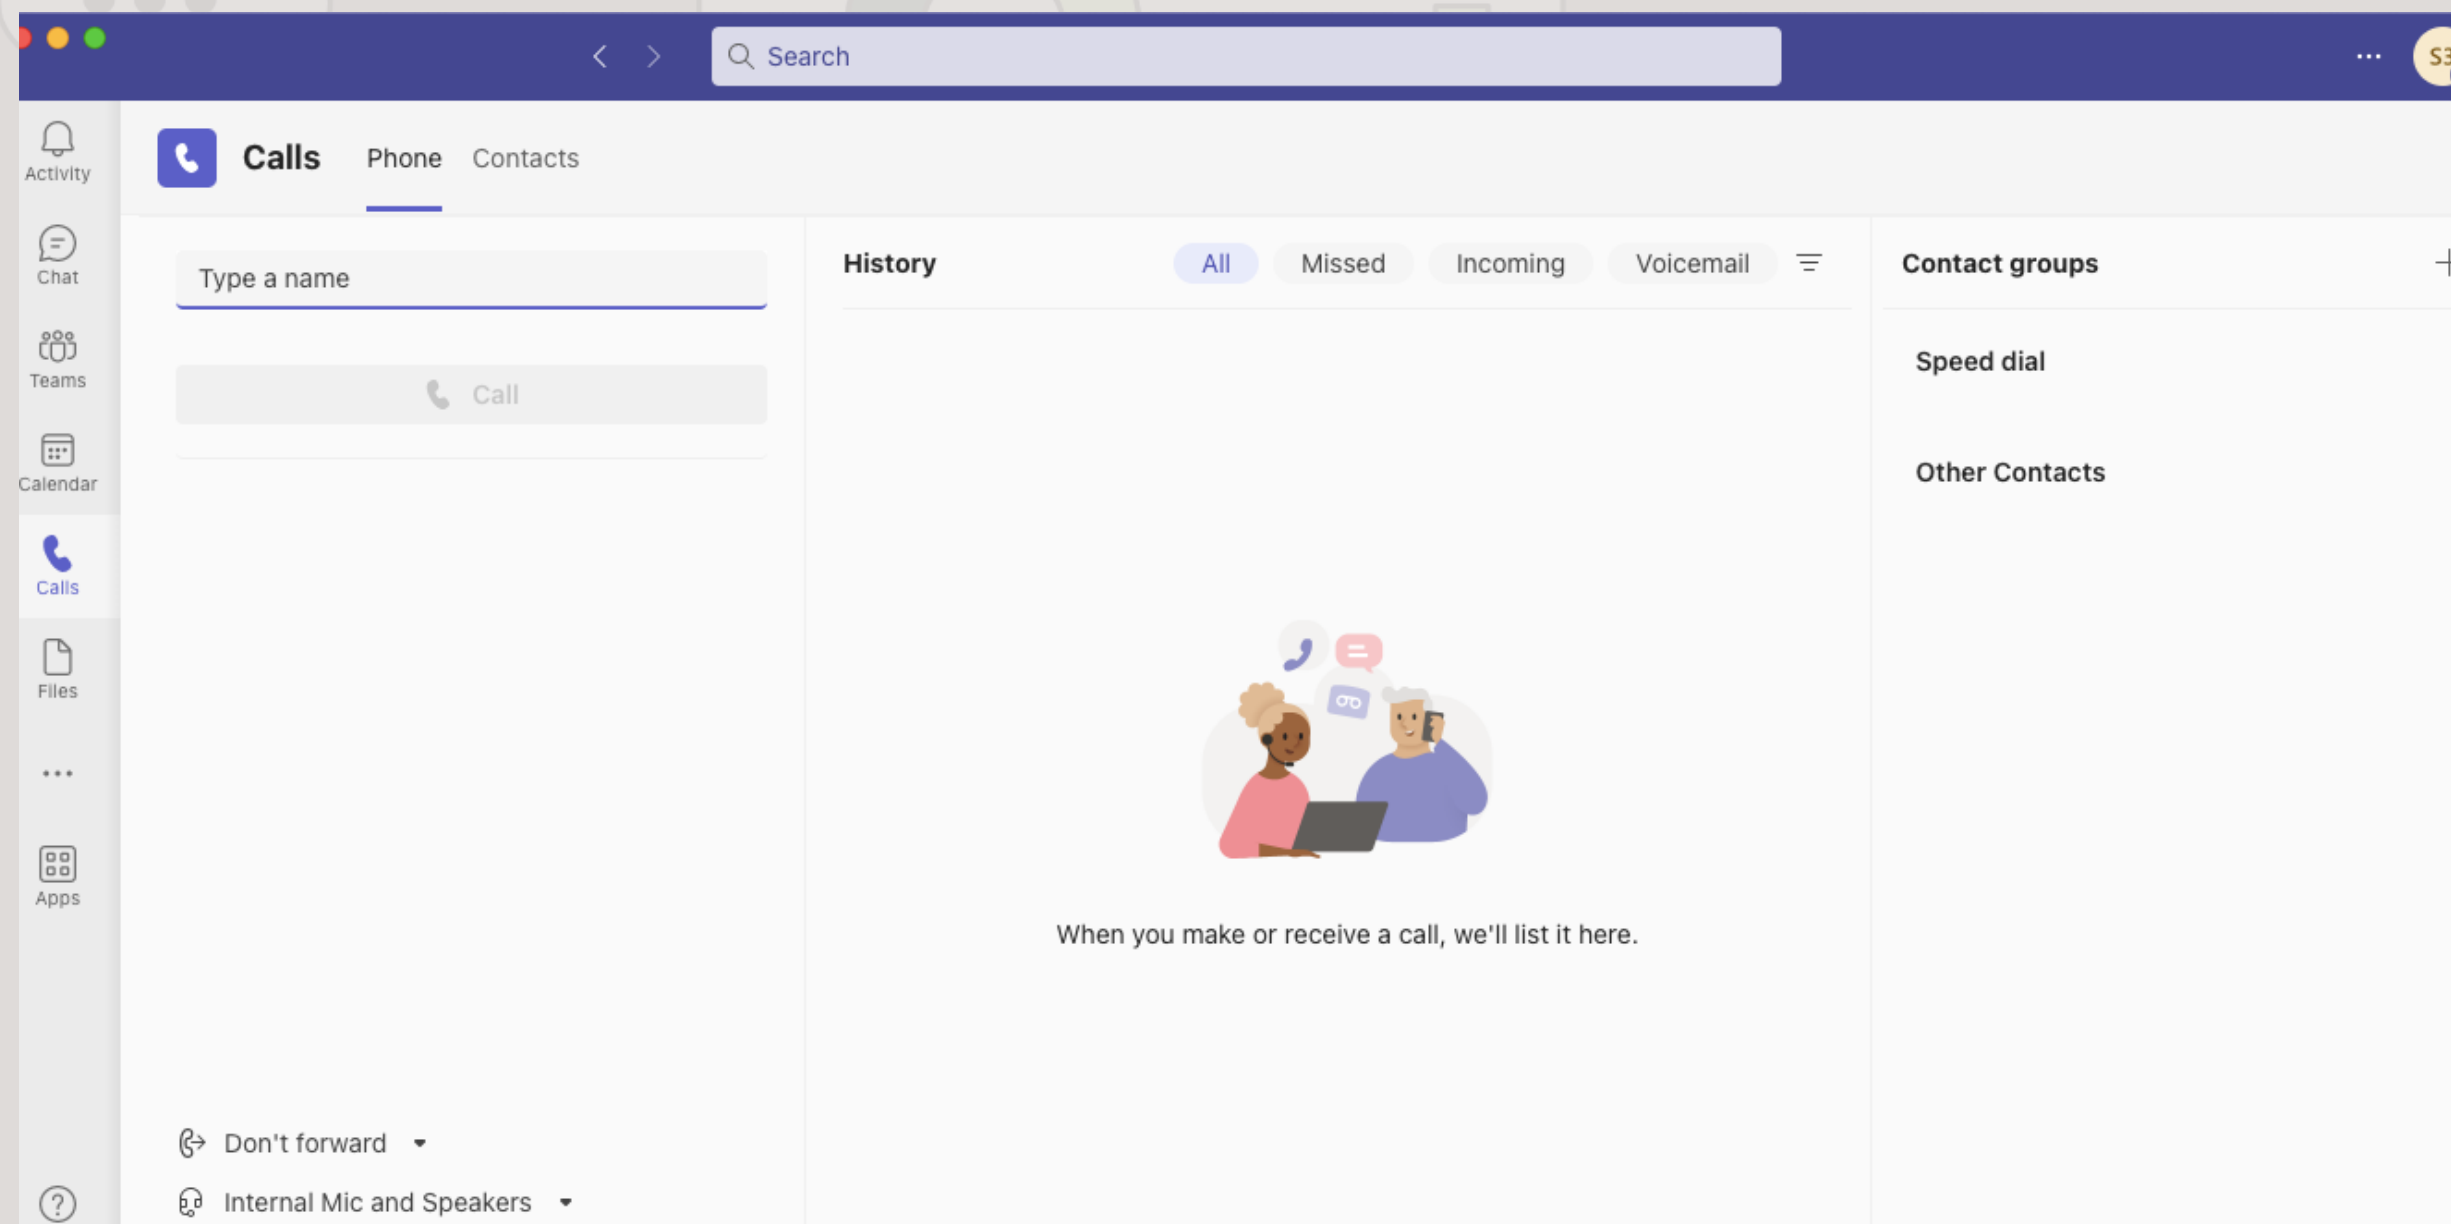 Search
S3
Activity
Chat
Teams
Calendar
Calls
Files
Apps
Calls Phone Contacts
Type a name
Call
Don't forward
Internal Mic and Speakers
History All Missed Incoming Voicemail
When you make or receive a call, we'll list it here.
Contact groups
Speed dial
Other Contacts